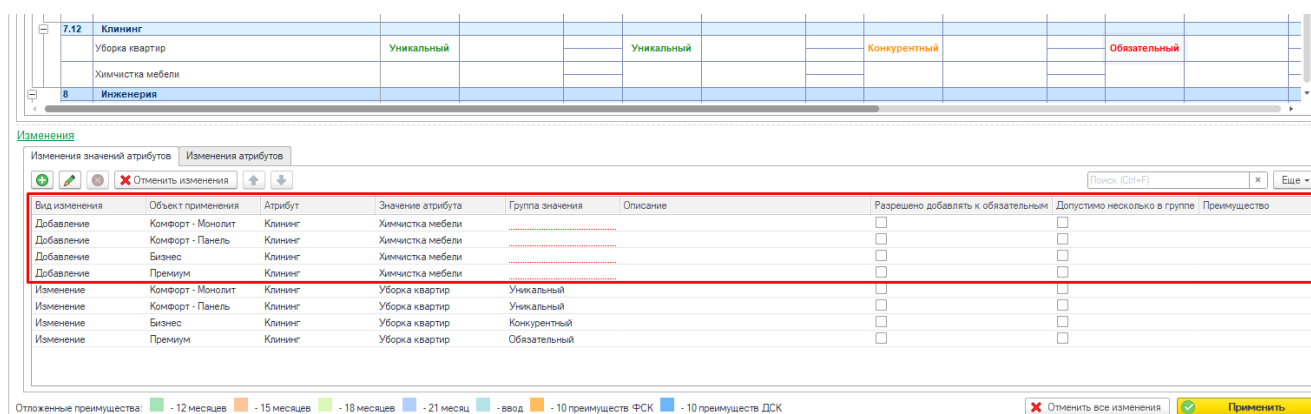 7.12 Клининг
Уборка квартир Уникальный Уникальный Конкурентный Обязательный
Химчистка мебели
8 Инженерия
Изменения
Изменения значений атрибутов Изменения атрибутов
Отменить изменения Поиск (Ctrl+F) × Еще
Вид изменения Объект применения Атрибут Значение атрибута Группа значения Описание Разрешено добавлять к обязательным Допустимо несколько в группе Преимущество
Добавление Комфорт - Монолит Клининг Химчистка мебели
Добавление Комфорт - Панель Клининг Химчистка мебели
Добавление Бизнес Клининг Химчистка мебели
Добавление Премиум Клининг Химчистка мебели
Изменение Комфорт - Монолит Клининг Уборка квартир Уникальный
Изменение Комфорт - Панель Клининг Уборка квартир Уникальный
Изменение Бизнес Клининг Уборка квартир Конкурентный
Изменение Премиум Клининг Уборка квартир Обязательный
Отложенные преимущества: - 12 месяцев - 15 месяцев - 18 месяцев - 21 месяц - ввод - 10 преимуществ ФСК - 10 преимуществ ДСК Отменить все изменения Применить